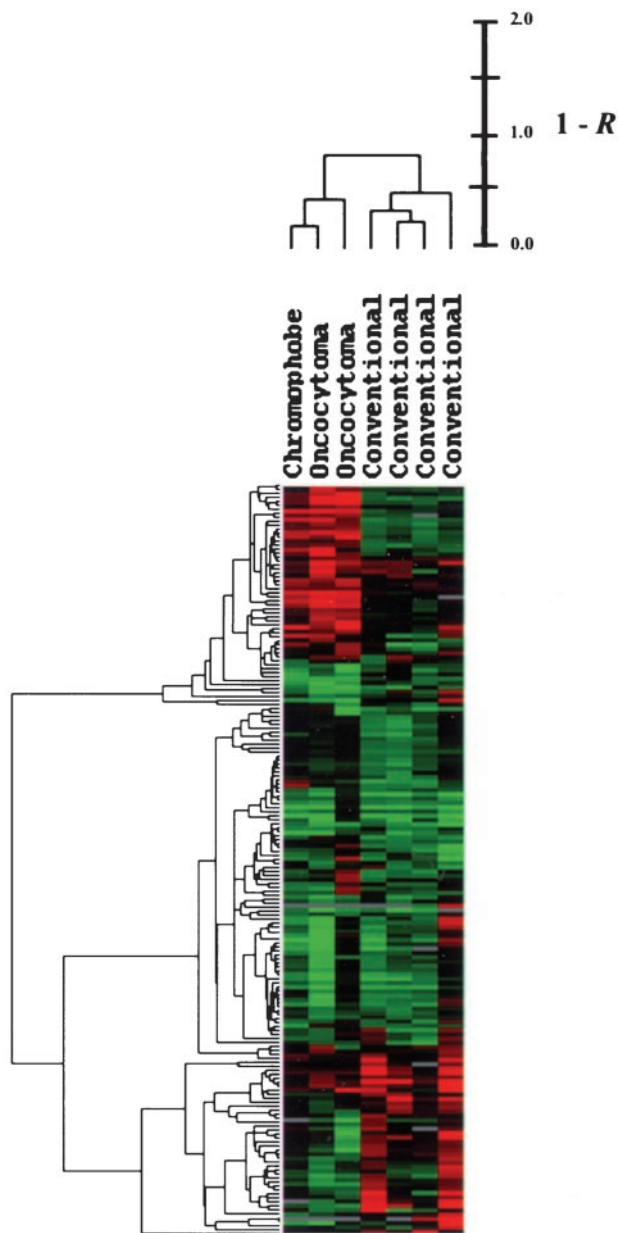 2.0
1.0
1 - R
0.0
Chromophobe
Oncocytoma
Oncocytoma
Conventional
Conventional
Conventional
Conventional